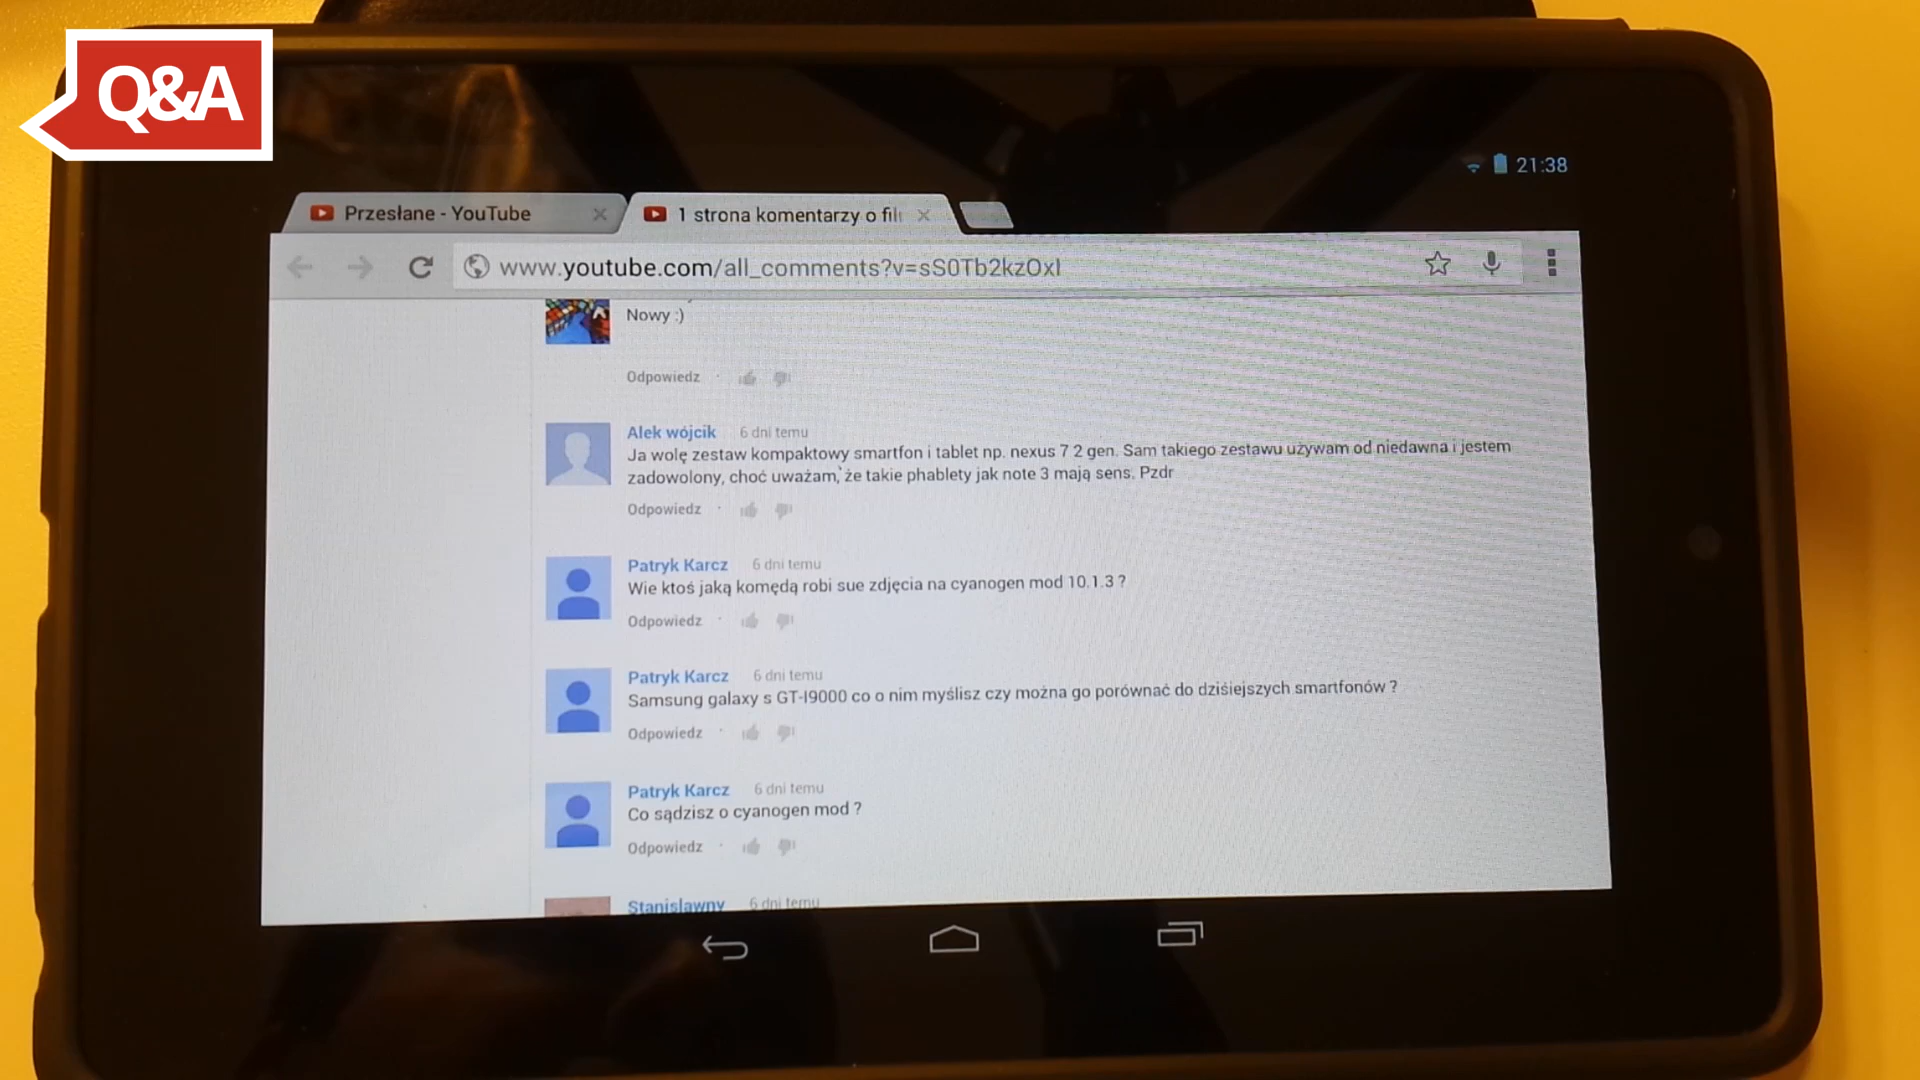 Q&A
21:38
Przesłane - YouTube
1 strona komentarzy o fil
www.youtube.com/all_comments?v=sS0Tb2kzOxI
Nowy :)
Odpowiedz
Alek wójcik 6 dni temu
Ja wolę zestaw kompaktowy smartfon i tablet np. nexus 7 2 gen. Sam takiego zestawu używam od niedawna i jestem
zadowolony, choć uważam, że takie phablety jak note 3 mają sens. Pzdr
Odpowiedz
Patryk Karcz 6 dni temu
Wie ktoś jaką komędą robi sue zdjęcia na cyanogen mod 10.1.3 ?
Odpowiedz
Patryk Karcz 6 dni temu
Samsung galaxy s GT-I9000 co o nim myślisz czy można go porównać do dziśiejszych smartfonów ?
Odpowiedz
Patryk Karcz 6 dni temu
Co sądzisz o cyanogen mod ?
Odpowiedz
Stanislawny 6 dni temu